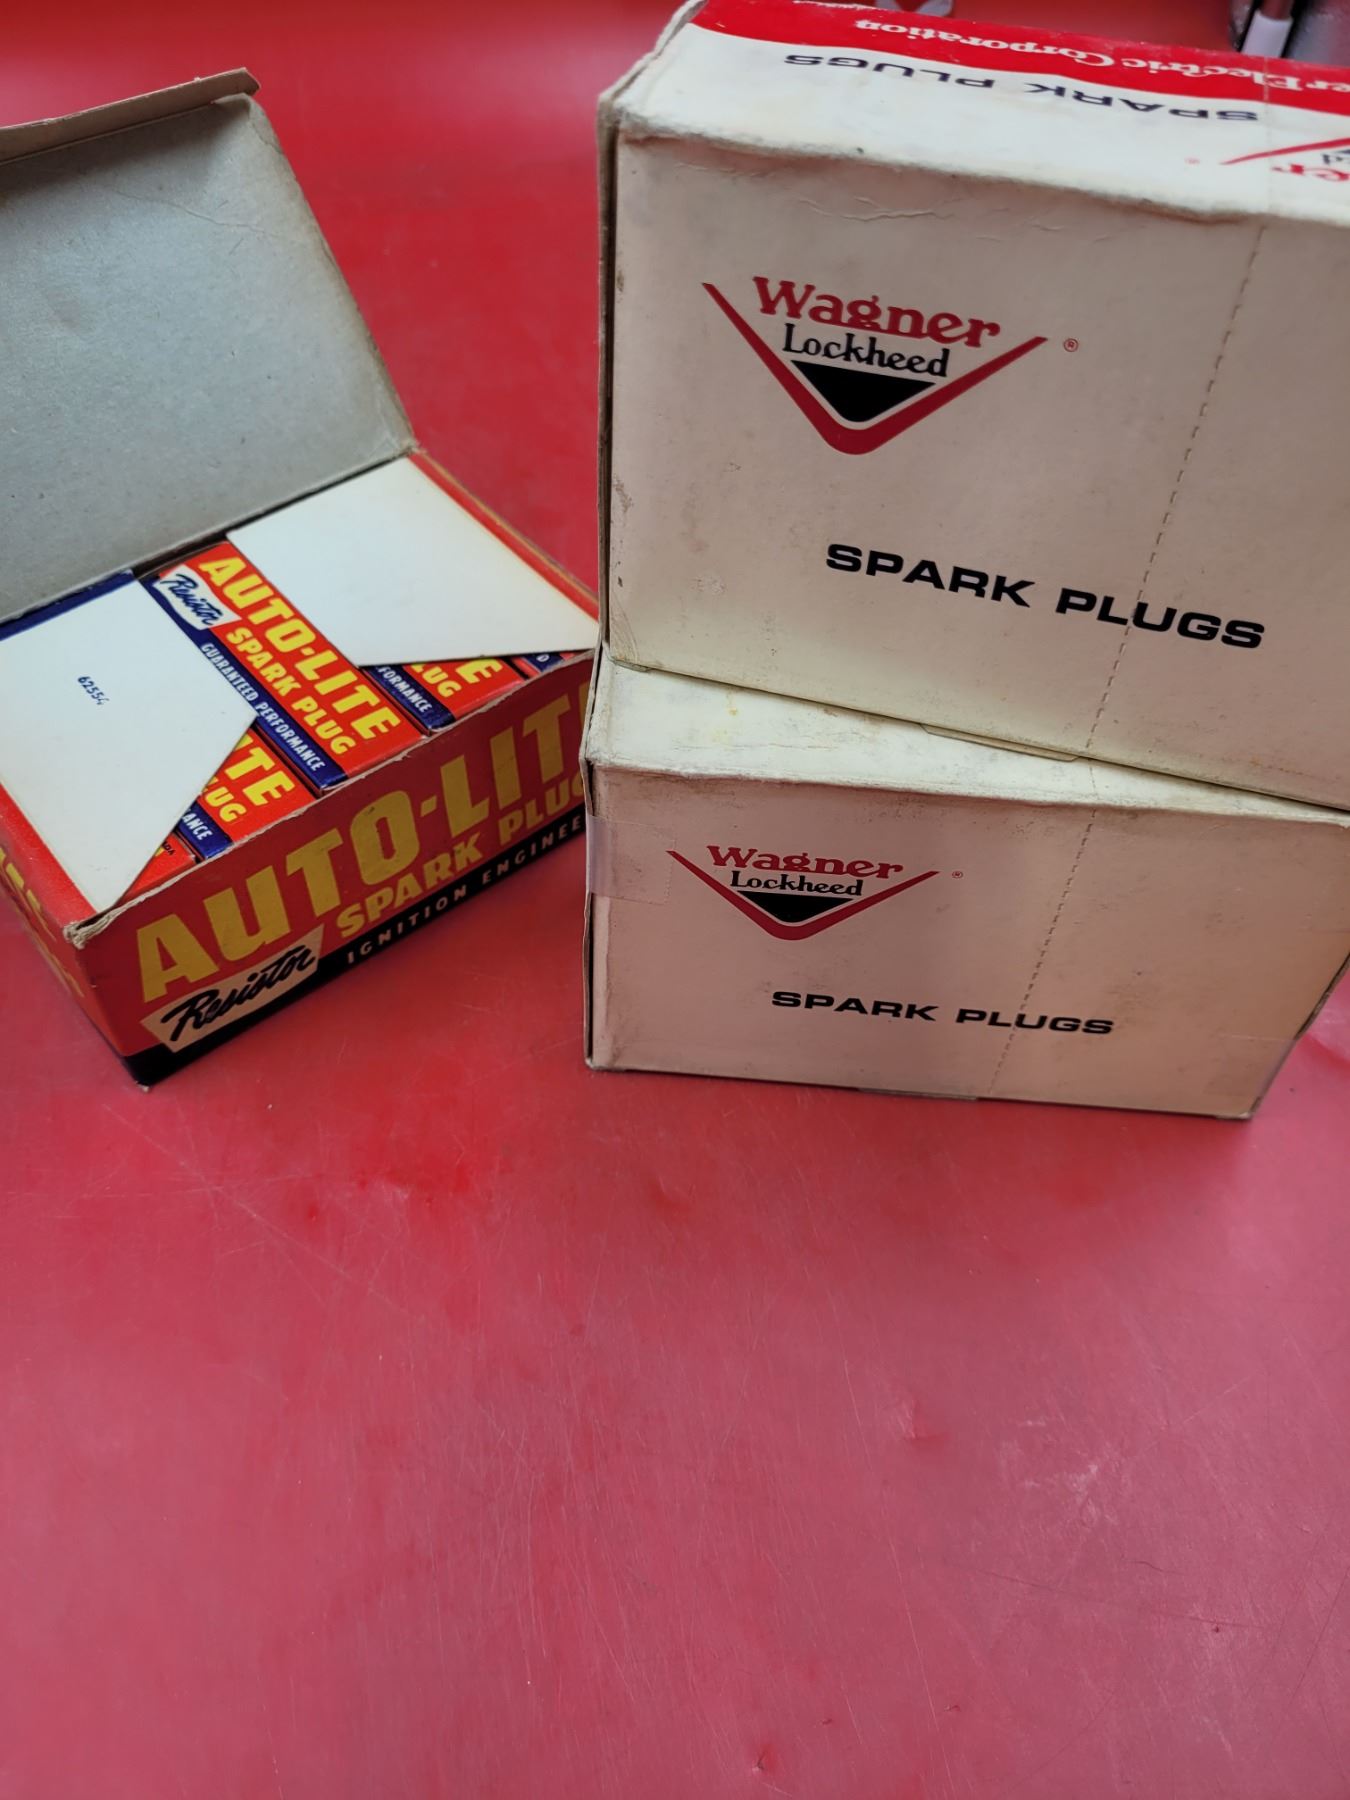 Electric Corporation
SPARK PLUGS
Wagner
Lockheed
®
SPARK PLUGS
Wagner
Lockheed
®
SPARK PLUGS
62554
Resistor
AUTO-LITE
SPARK PLUG
GUARANTEED PERFORMANCE
AUTO-LITE
SPARK PLUG
Resistor
IGNITION ENGINEE